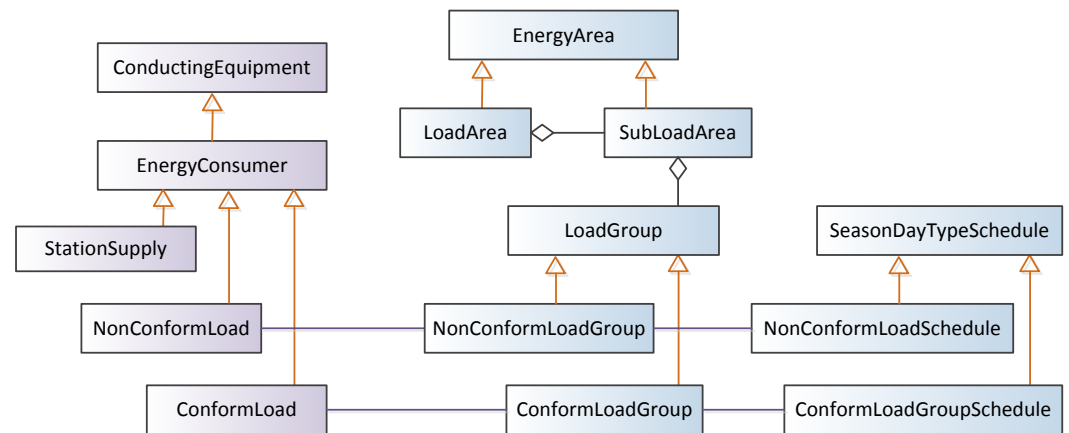 EnergyArea
ConductingEquipment
LoadArea
SubLoadArea
EnergyConsumer
LoadGroup
SeasonDayTypeSchedule
StationSupply
NonConformLoad
NonConformLoadGroup
NonConformLoadSchedule
ConformLoad
ConformLoadGroup
ConformLoadGroupSchedule